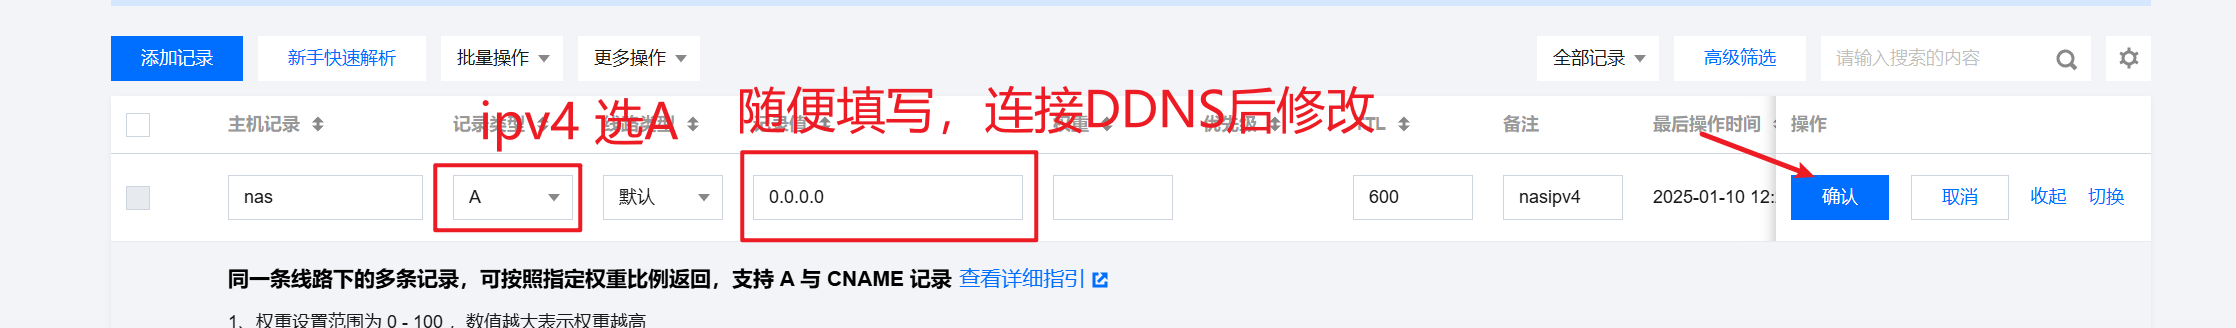 添加记录 新手快速解析 批量操作 更多操作 全部记录 高级筛选 请输入搜索的内容
ipv4 选A 随便填写，连接DDNS后修改
主机记录 记录类型 线路类型 记录值 权重 优先级 TTL 备注 最后操作时间 操作
nas A 默认 0.0.0.0 600 nasipv4 2025-01-10 12: 确认 取消 收起 切换
同一条线路下的多条记录，可按照指定权重比例返回，支持 A 与 CNAME 记录 查看详细指引
1、权重设置范围为 0 - 100 ，数值越大表示权重越高